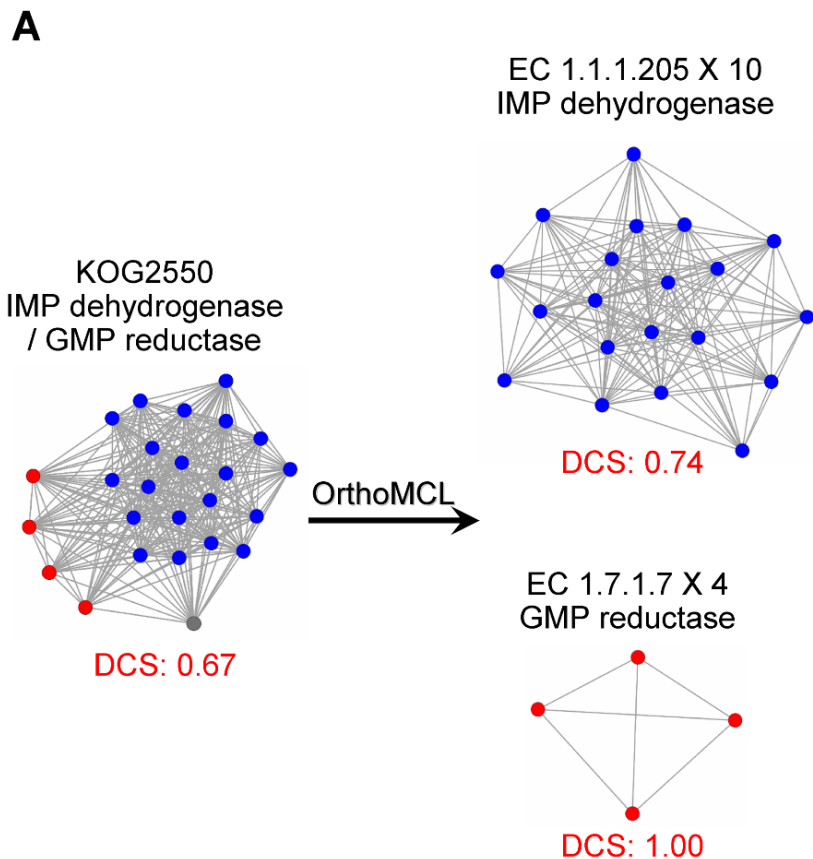 A
KOG2550
IMP dehydrogenase
/ GMP reductase
DCS: 0.67
OrthoMCL
EC 1.1.1.205 X 10
IMP dehydrogenase
DCS: 0.74
EC 1.7.1.7 X 4
GMP reductase
DCS: 1.00